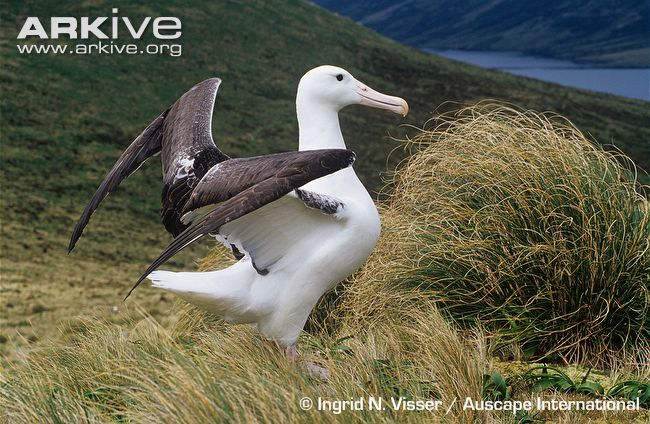 ARKive
www.arkive.org
© Ingrid N. Visser / Auscape International